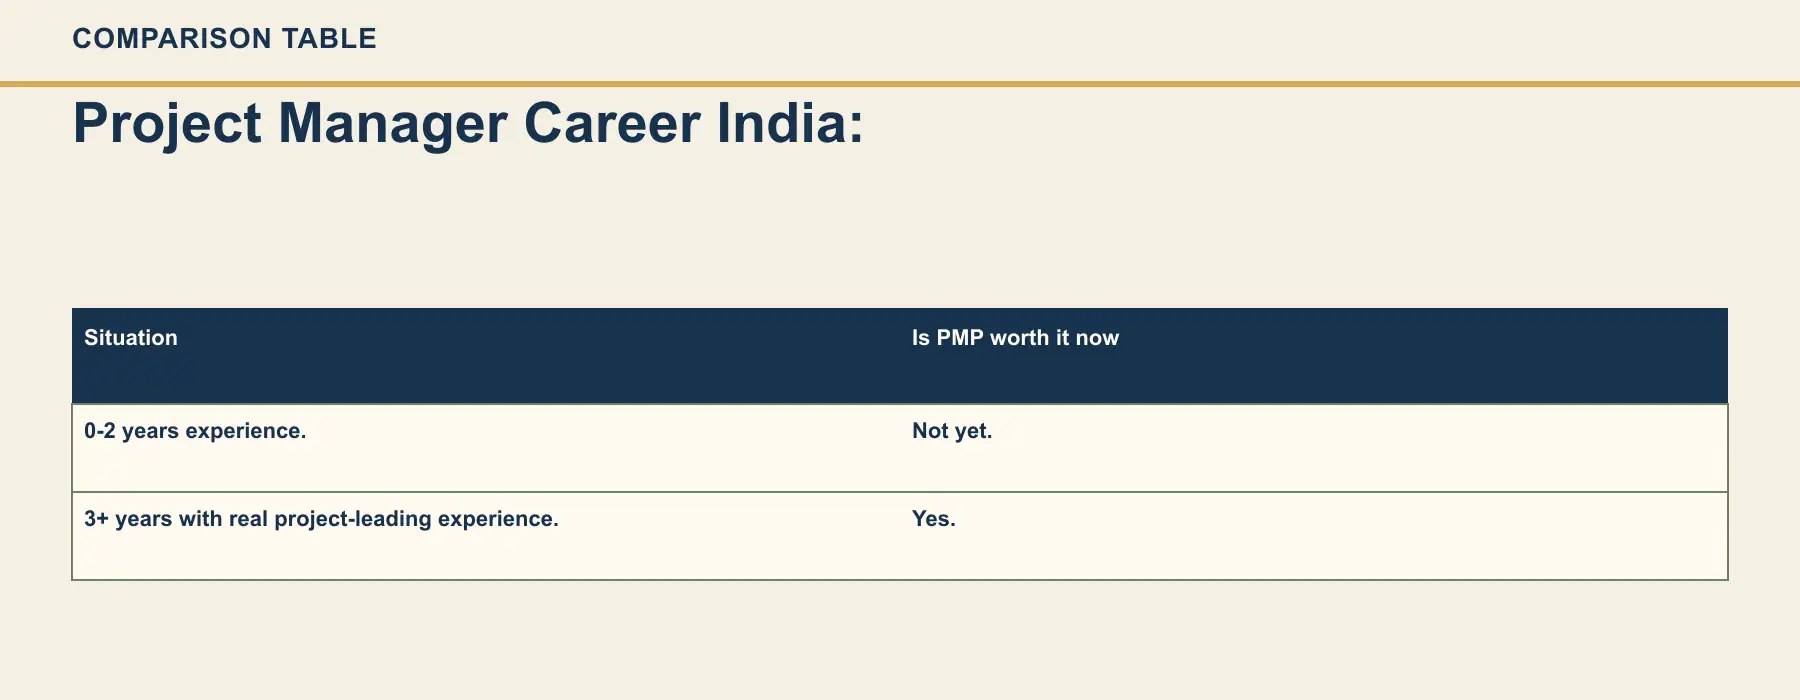 COMPARISON TABLE
Project Manager Career India:
Situation
Is PMP worth it now
0-2 years experience.
Not yet.
3+ years with real project-leading experience.
Yes.